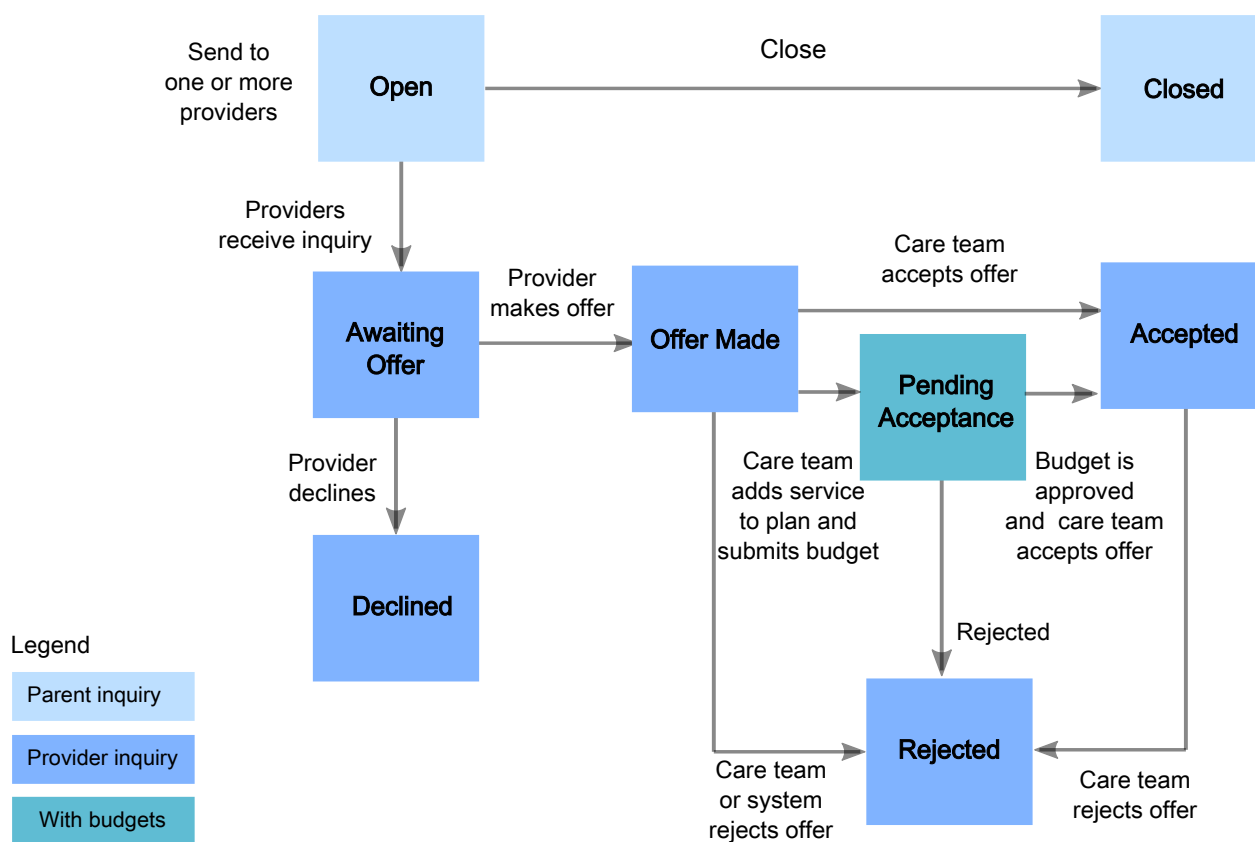 Send to
one or more
providers
Open
Close
Closed
Providers
receive inquiry
Awaiting
Offer
Provider
makes offer
Offer Made
Care team
accepts offer
Accepted
Pending
Acceptance
Provider
declines
Declined
Care team
adds service
to plan and
submits budget
Budget is
approved
and care team
accepts offer
Rejected
Rejected
Care team
or system
rejects offer
Care team
rejects offer
Legend
Parent inquiry
Provider inquiry
With budgets